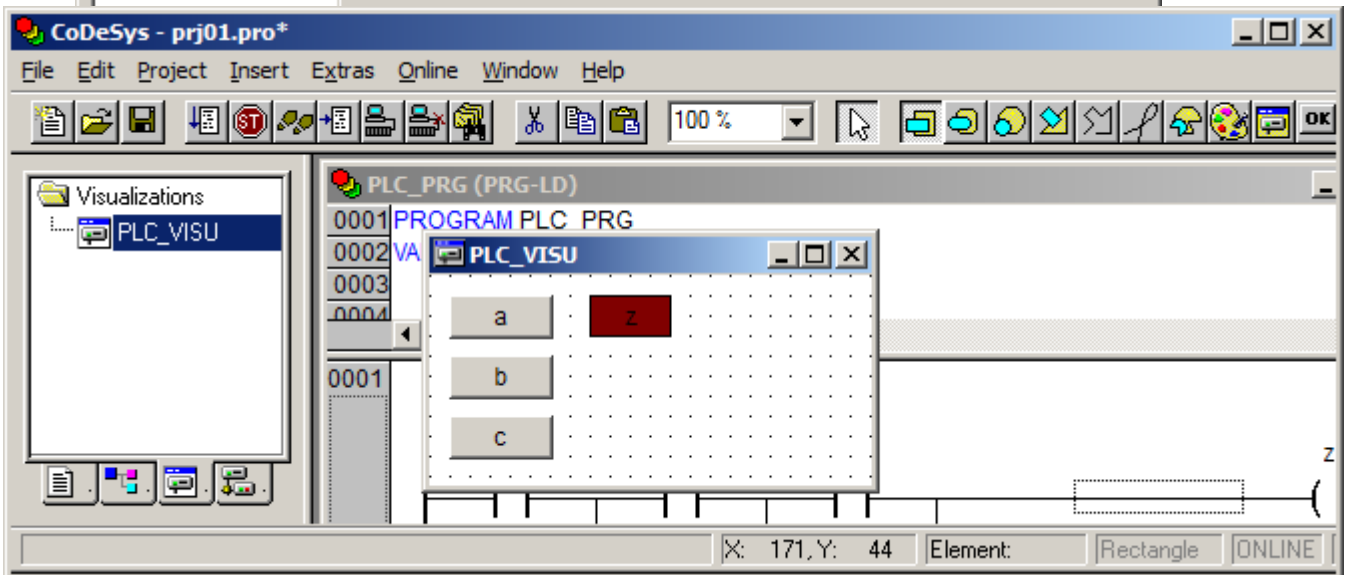 CoDeSys - prj01.pro*
File Edit Project Insert Extras Online Window Help
ST 100 % OK
Visualizations
PLC_VISU
PLC_PRG (PRG-LD)
0001 PROGRAM PLC_PRG
0002 VA
0003
0004
PLC_VISU
a z
b
c
0001
z
X: 171, Y: 44 Element: Rectangle ONLINE